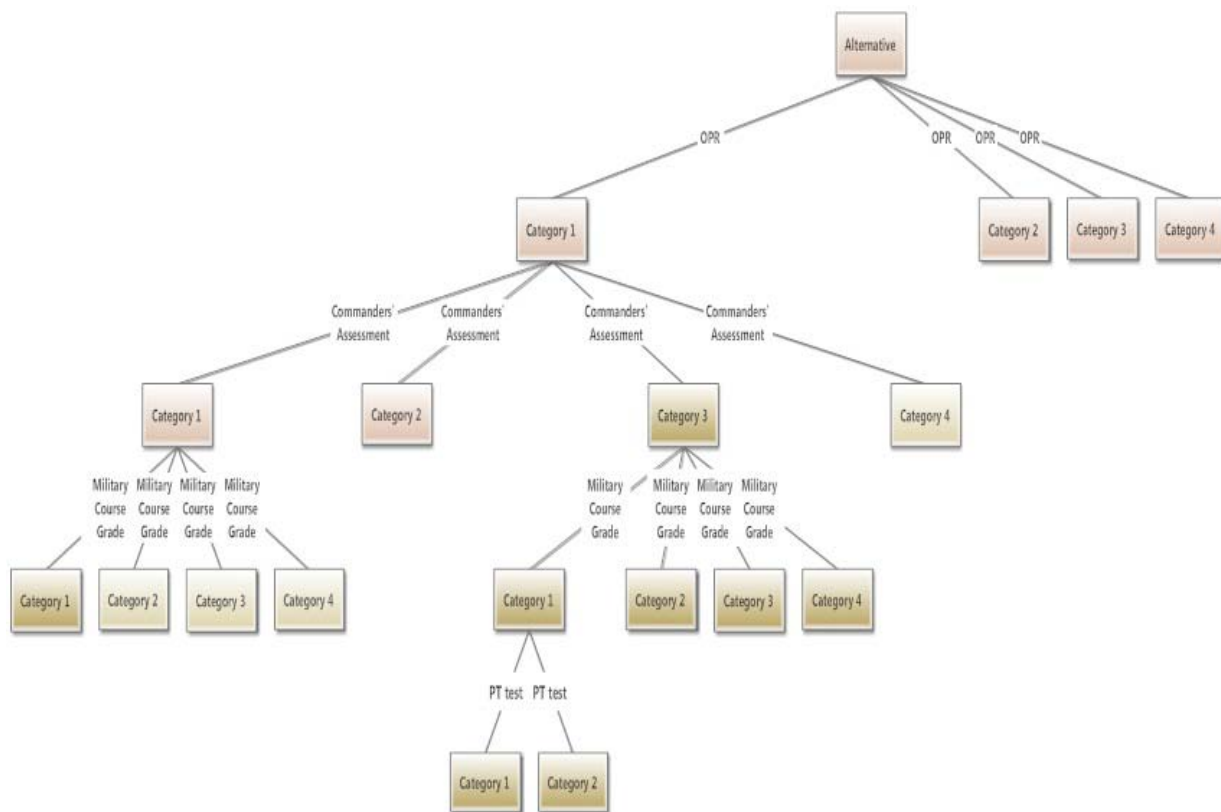 Alternative
OPR
OPR
OPR
OPR
Category 1
Category 2
Category 3
Category 4
Commanders'
Assessment
Commanders'
Assessment
Commanders'
Assessment
Commanders'
Assessment
Category 1
Category 2
Category 3
Category 4
Military
Course
Grade
Military
Course
Grade
Military
Course
Grade
Military
Course
Grade
Military
Course
Grade
Military
Course
Grade
Military
Course
Grade
Military
Course
Grade
Category 1
Category 2
Category 3
Category 4
Category 1
Category 2
Category 3
Category 4
PT test
PT test
Category 1
Category 2